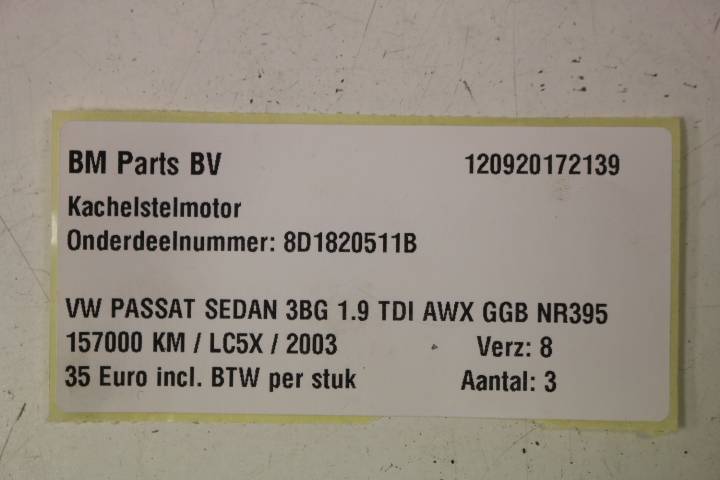 BM Parts BV 120920172139
Kachelstelmotor
Onderdeelnummer: 8D1820511B
VW PASSAT SEDAN 3BG 1.9 TDI AWX GGB NR395
157000 KM / LC5X / 2003 Verz: 8
35 Euro incl. BTW per stuk Aantal: 3